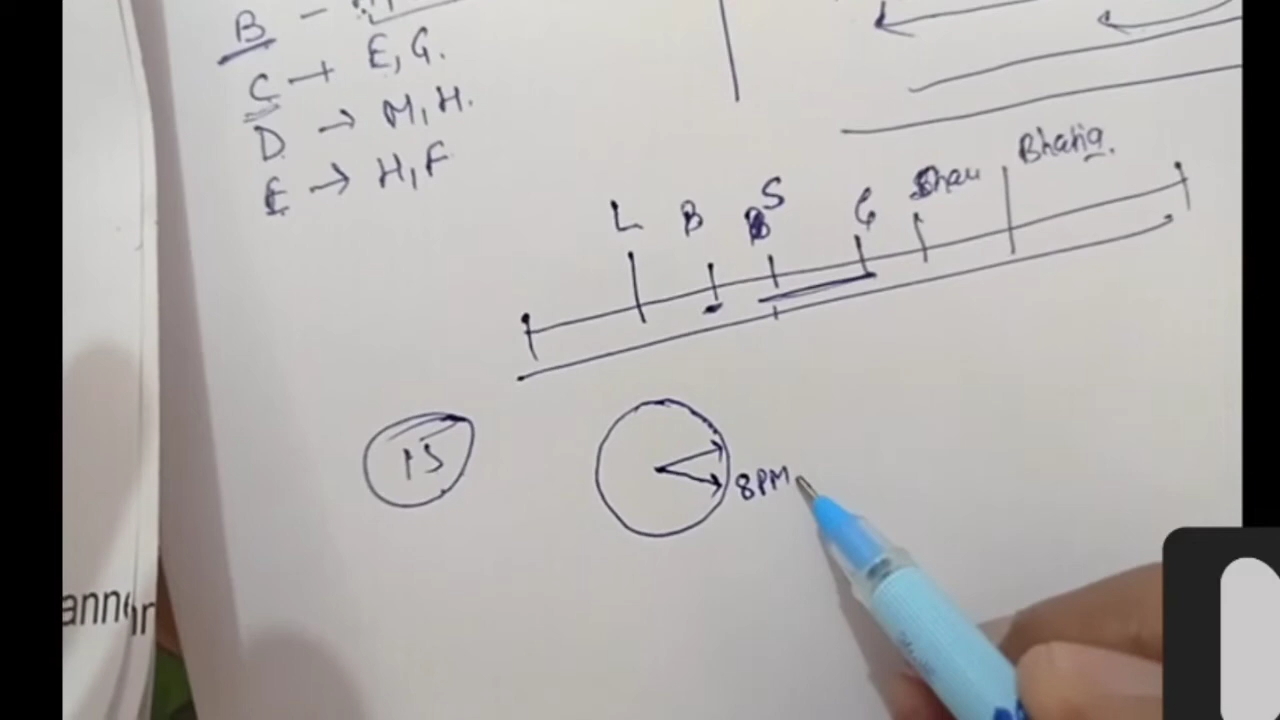 B -
C → E, G.
D → M, H.
E → H, F
L B S G Bhatia.
15
8PM